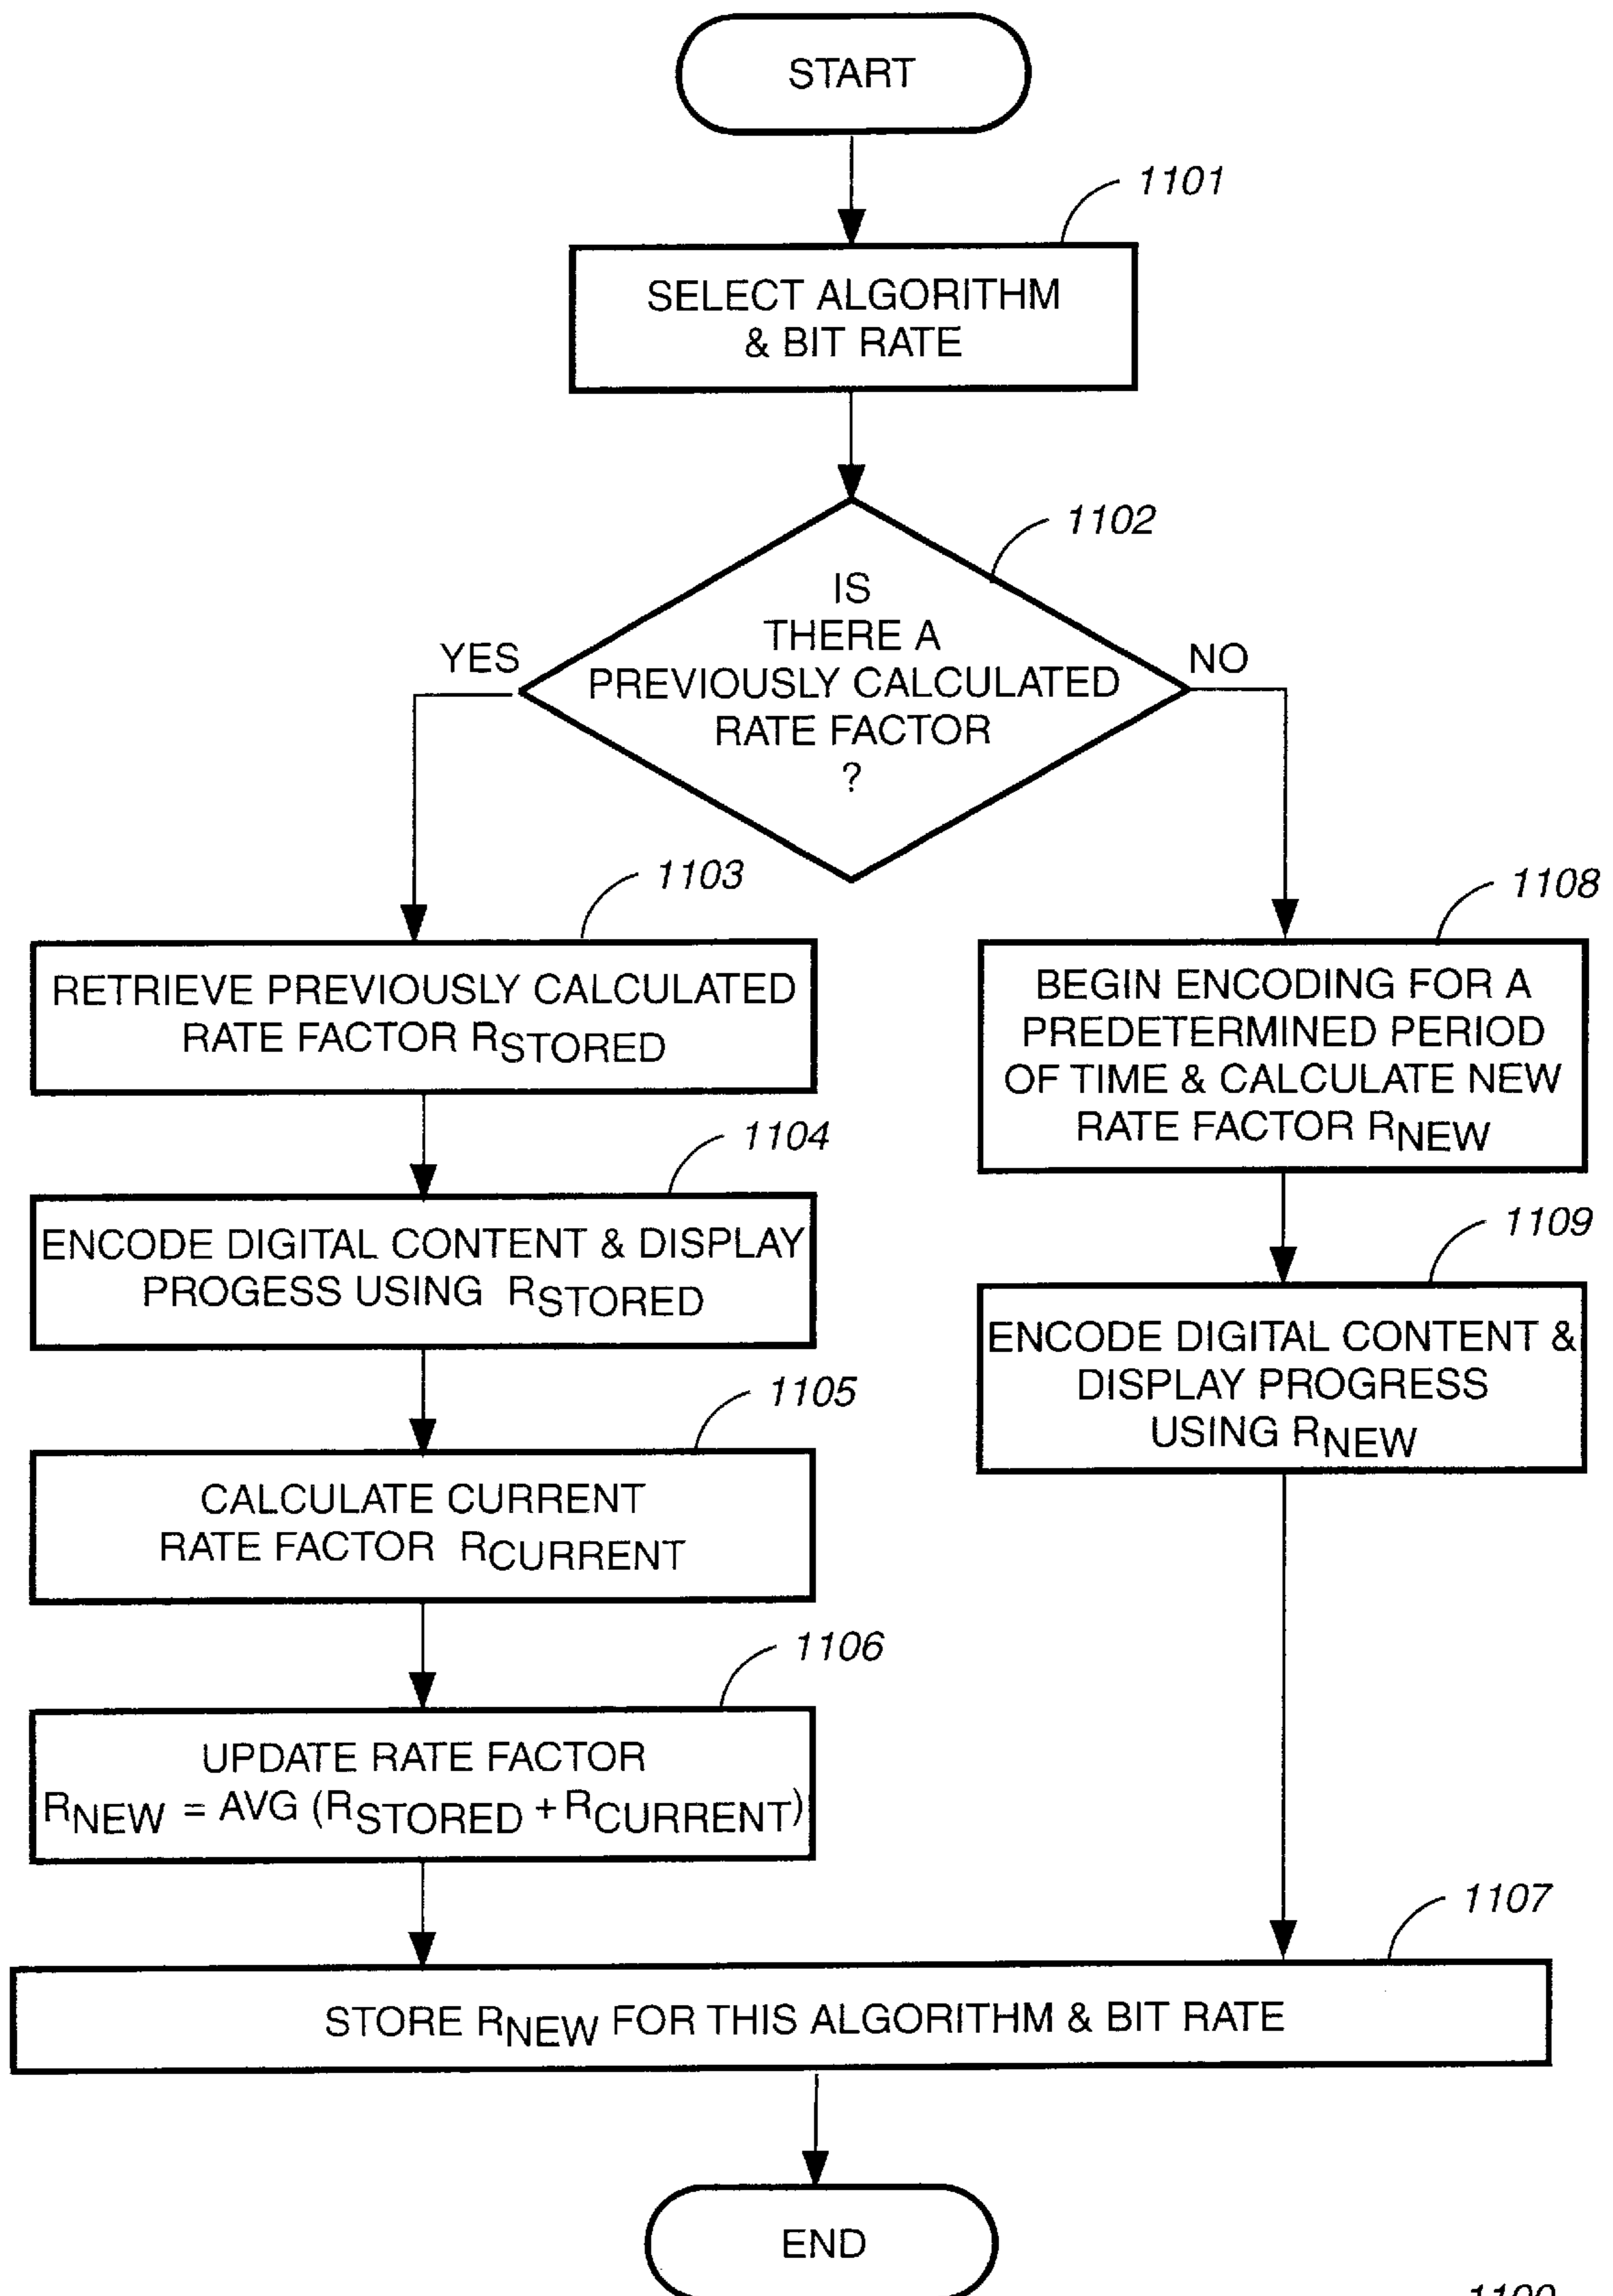 START
1101
SELECT ALGORITHM
& BIT RATE
1102
IS
THERE A
PREVIOUSLY CALCULATED
RATE FACTOR
?
YES
NO
1103
RETRIEVE PREVIOUSLY CALCULATED
RATE FACTOR RSTORED
1104
ENCODE DIGITAL CONTENT & DISPLAY
PROGESS USING RSTORED
1105
CALCULATE CURRENT
RATE FACTOR RCURRENT
1106
UPDATE RATE FACTOR
RNEW = AVG (RSTORED + RCURRENT)
1108
BEGIN ENCODING FOR A
PREDETERMINED PERIOD
OF TIME & CALCULATE NEW
RATE FACTOR RNEW
1109
ENCODE DIGITAL CONTENT &
DISPLAY PROGRESS
USING RNEW
1107
STORE RNEW FOR THIS ALGORITHM & BIT RATE
END